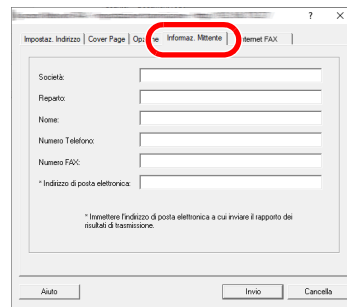 Impostaz. Indirizzo Cover Page Opzione Informaz. Mittente Internet FAX
Società:
Reparto:
Nome:
Numero Telefono:
Numero FAX:
* Indirizzo di posta elettronica:
* Immettere l'indirizzo di posta elettronica a cui inviare il rapporto dei
risultati di trasmissione.
Aiuto Invio Cancella